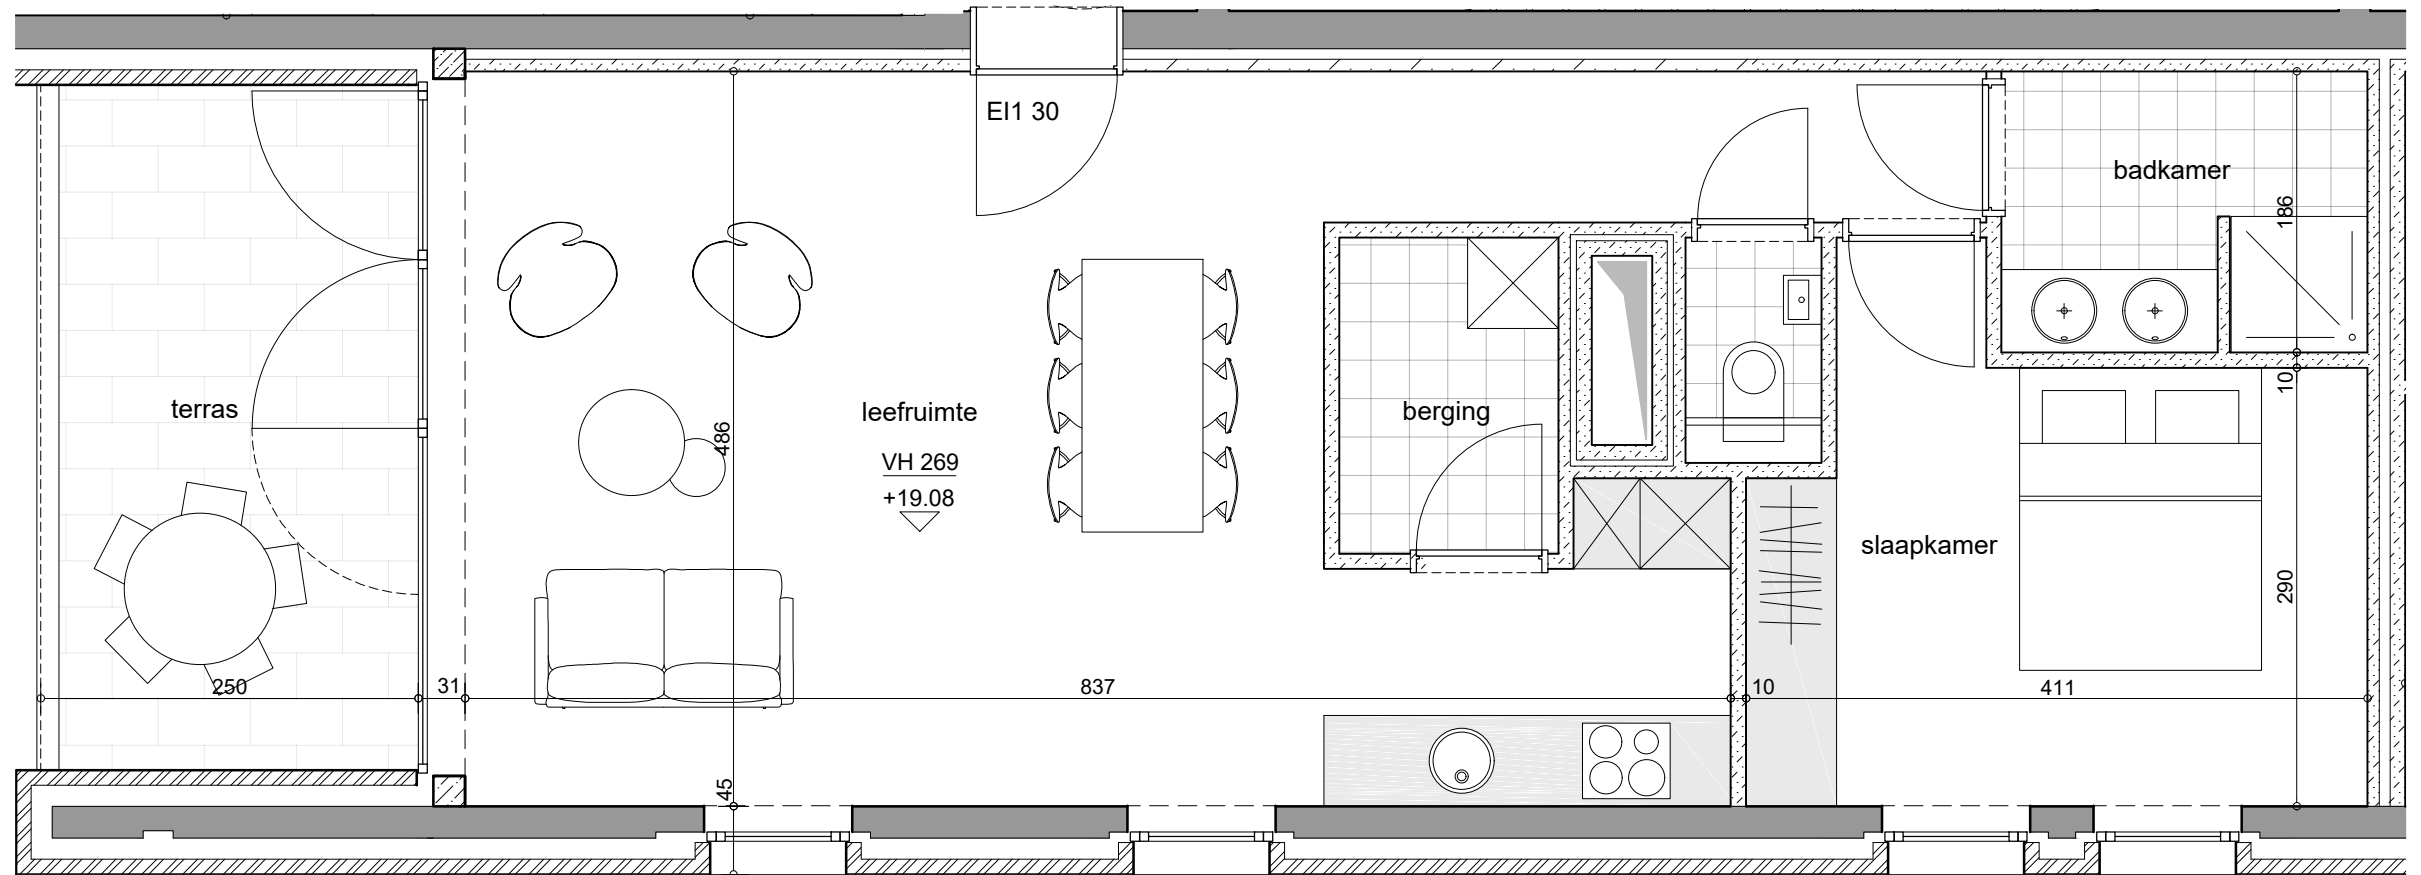 EI1 30
badkamer
186
10
terras
leefruimte
486
berging
VH 269
+19.08
slaapkamer
290
250
31
837
10
411
45